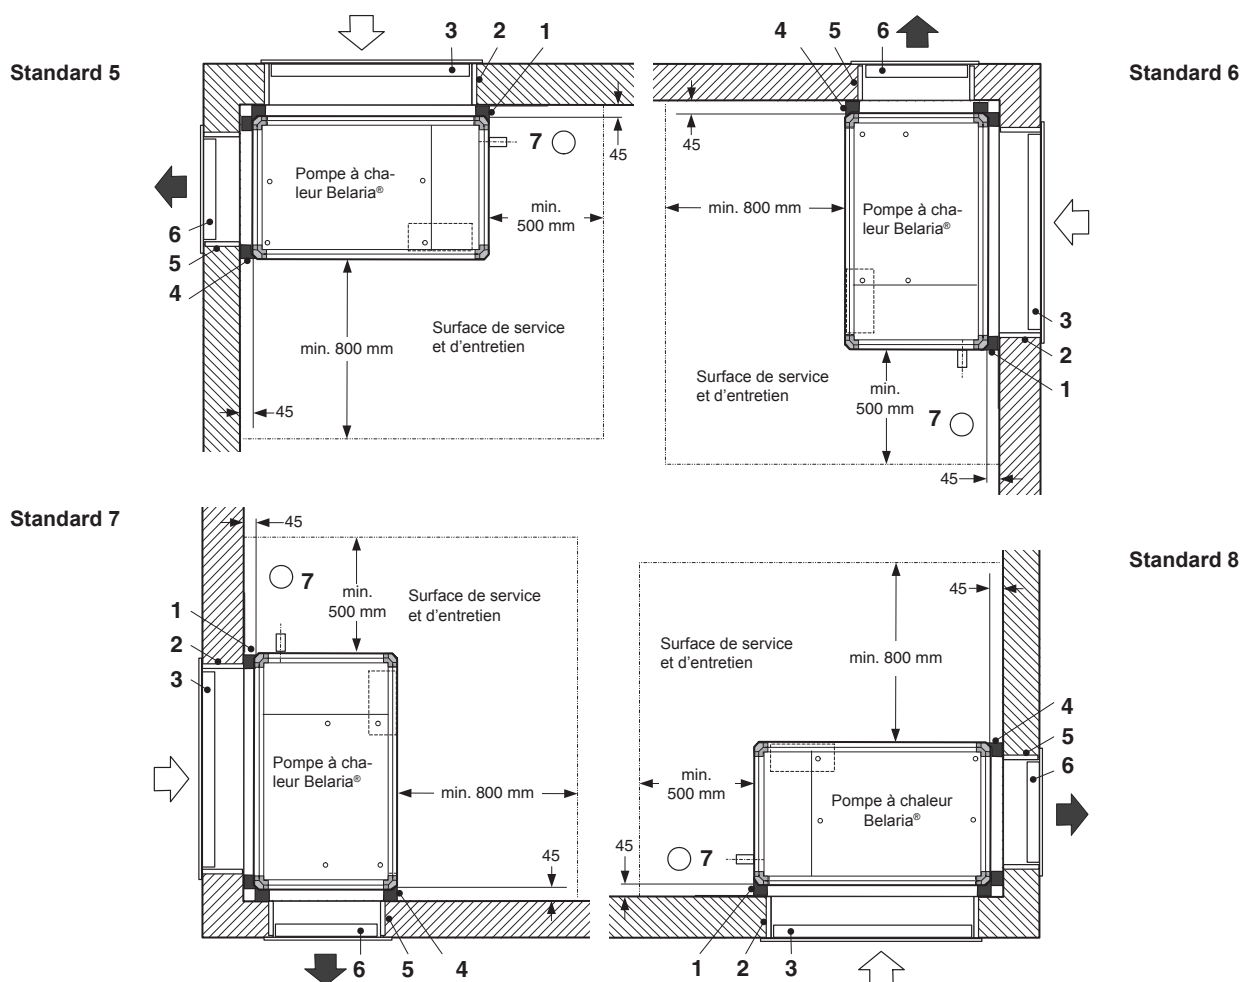 Standard 5
3
2
1
7
45
Pompe à cha-
leur Belaria®
min.
500 mm
6
5
4
min. 800 mm
Surface de service
et d'entretien
45
Standard 6
4
5
6
45
min. 800 mm
Pompe à cha-
leur Belaria®
3
2
1
Surface de service
et d'entretien
min.
500 mm
7
45
Standard 7
45
7
min.
500 mm
Surface de service
et d'entretien
1
2
3
Pompe à cha-
leur Belaria®
min. 800 mm
45
6
5
4
Standard 8
45
Surface de service
et d'entretien
min. 800 mm
4
5
6
min.
500 mm
Pompe à chaleur
Belaria®
45
7
1
2
3